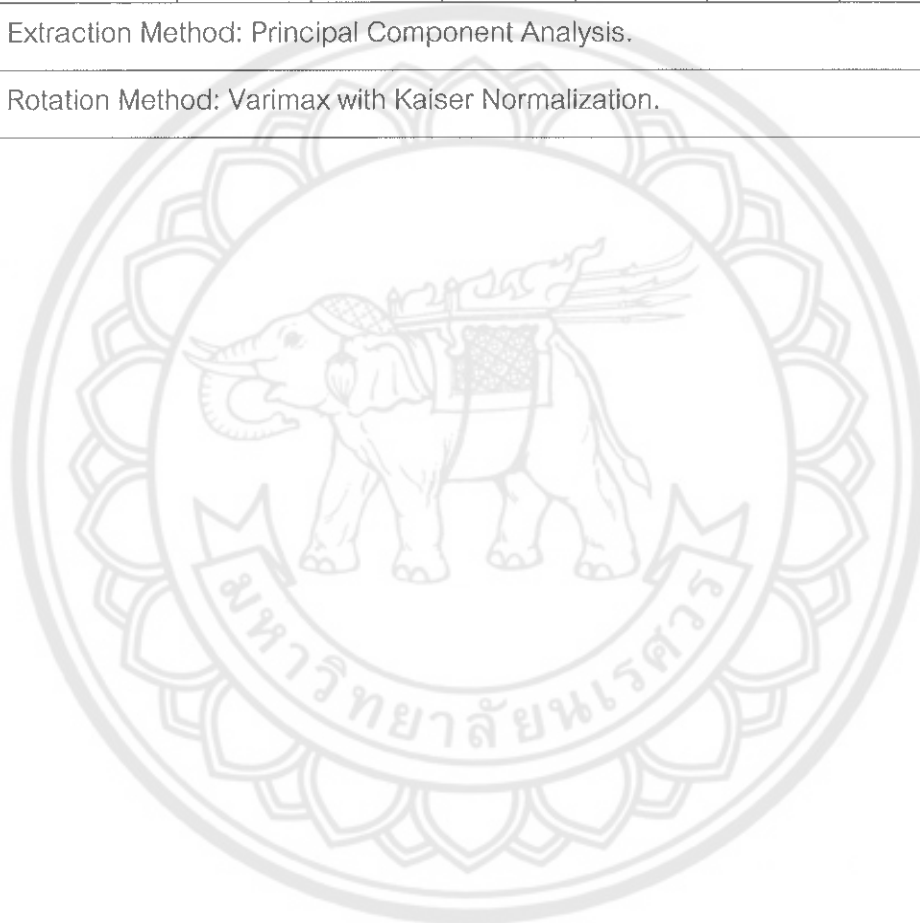 Extraction Method: Principal Component Analysis.
Rotation Method: Varimax with Kaiser Normalization.
มหาวิทยาลัยนเรศวร